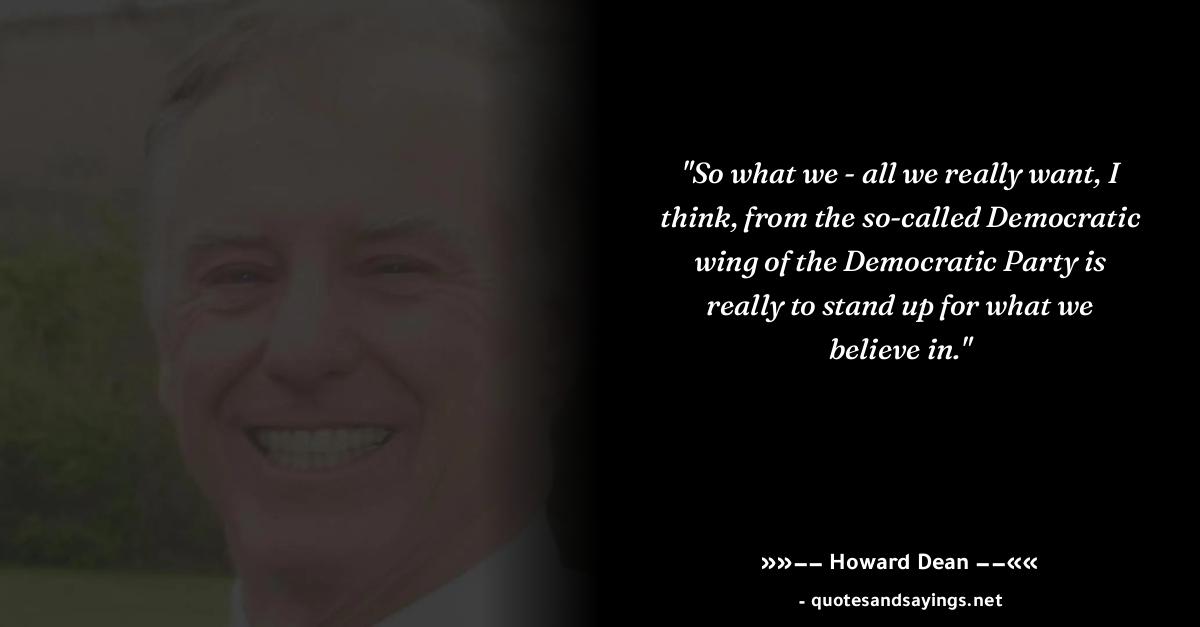 "So what we - all we really want, I
think, from the so-called Democratic
wing of the Democratic Party is
really to stand up for what we
believe in."
»»−− Howard Dean −−««
- quotesandsayings.net